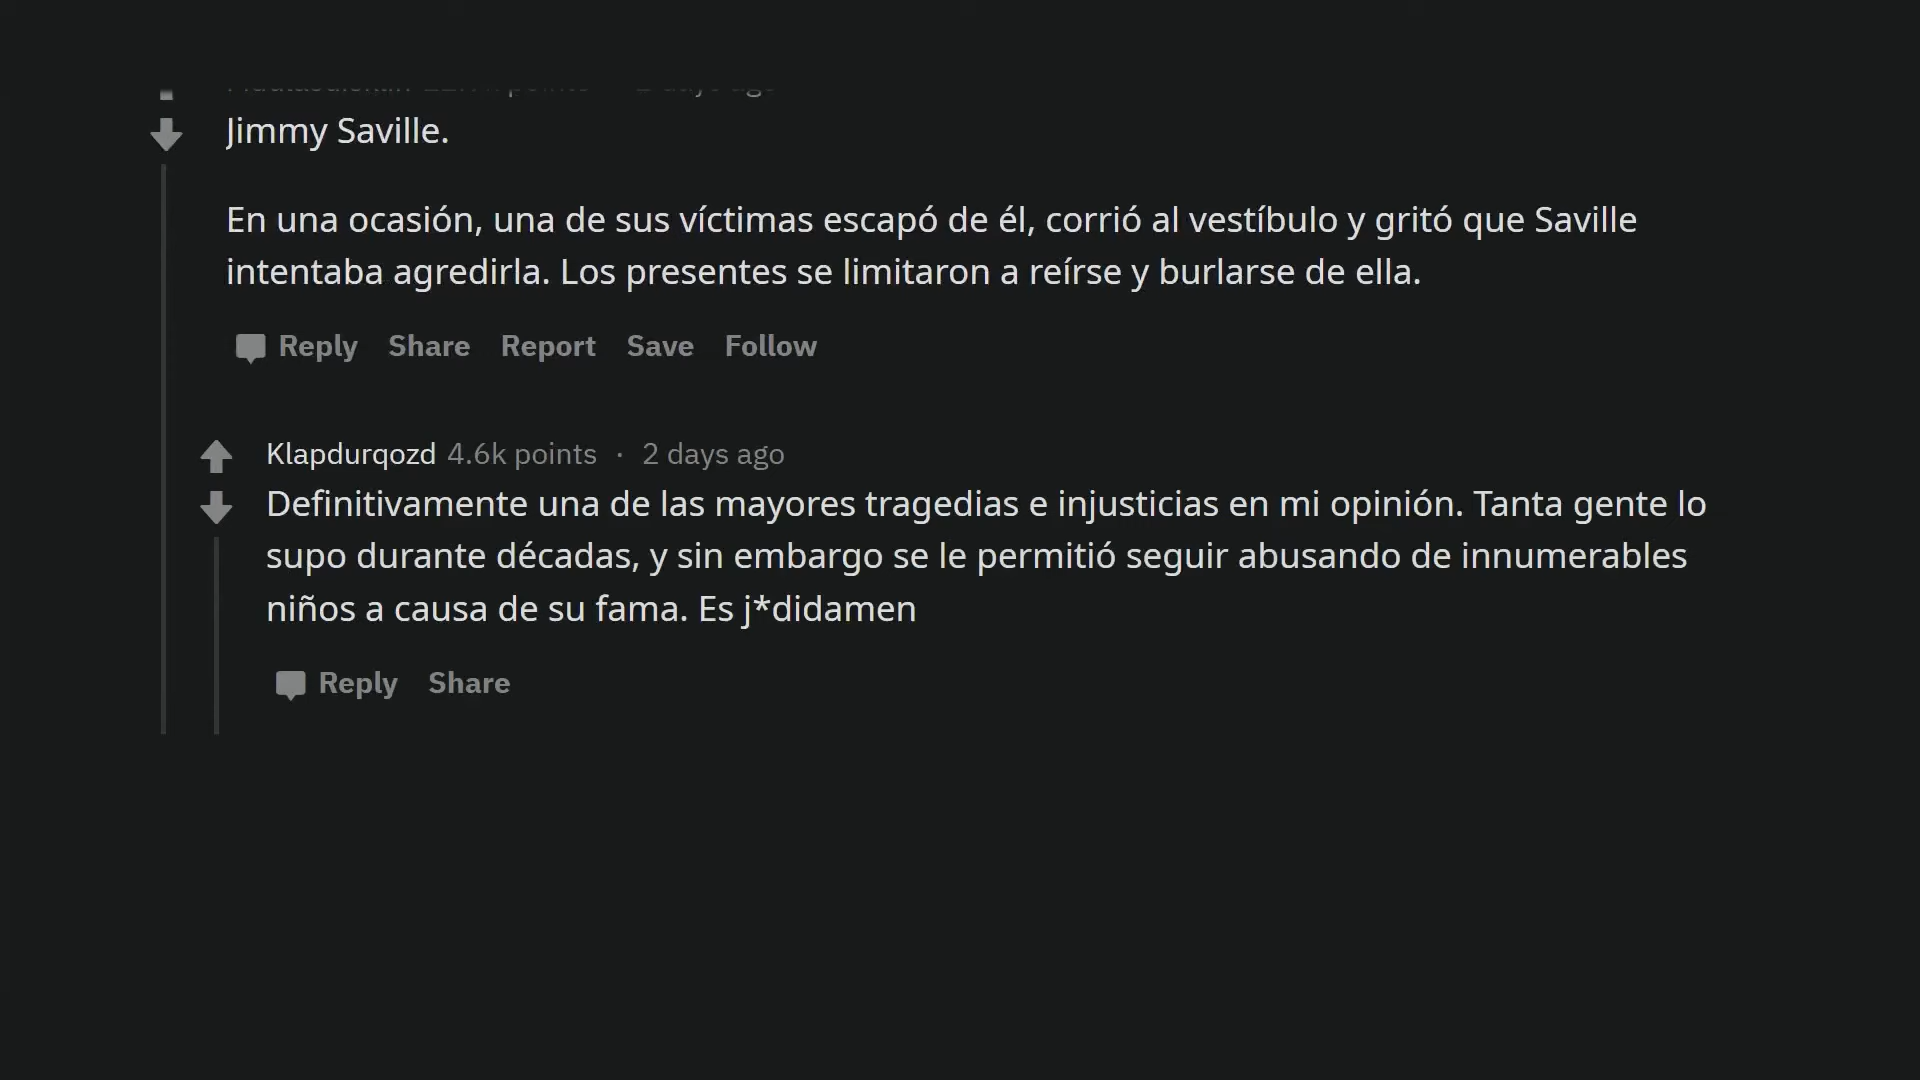 Jimmy Saville.
En una ocasión, una de sus víctimas escapó de él, corrió al vestíbulo y gritó que Saville
intentaba agredirla. Los presentes se limitaron a reírse y burlarse de ella.
Reply Share Report Save Follow
Klapdurqozd 4.6k points · 2 days ago
Definitivamente una de las mayores tragedias e injusticias en mi opinión. Tanta gente lo
supo durante décadas, y sin embargo se le permitió seguir abusando de innumerables
niños a causa de su fama. Es j*didamen
Reply Share